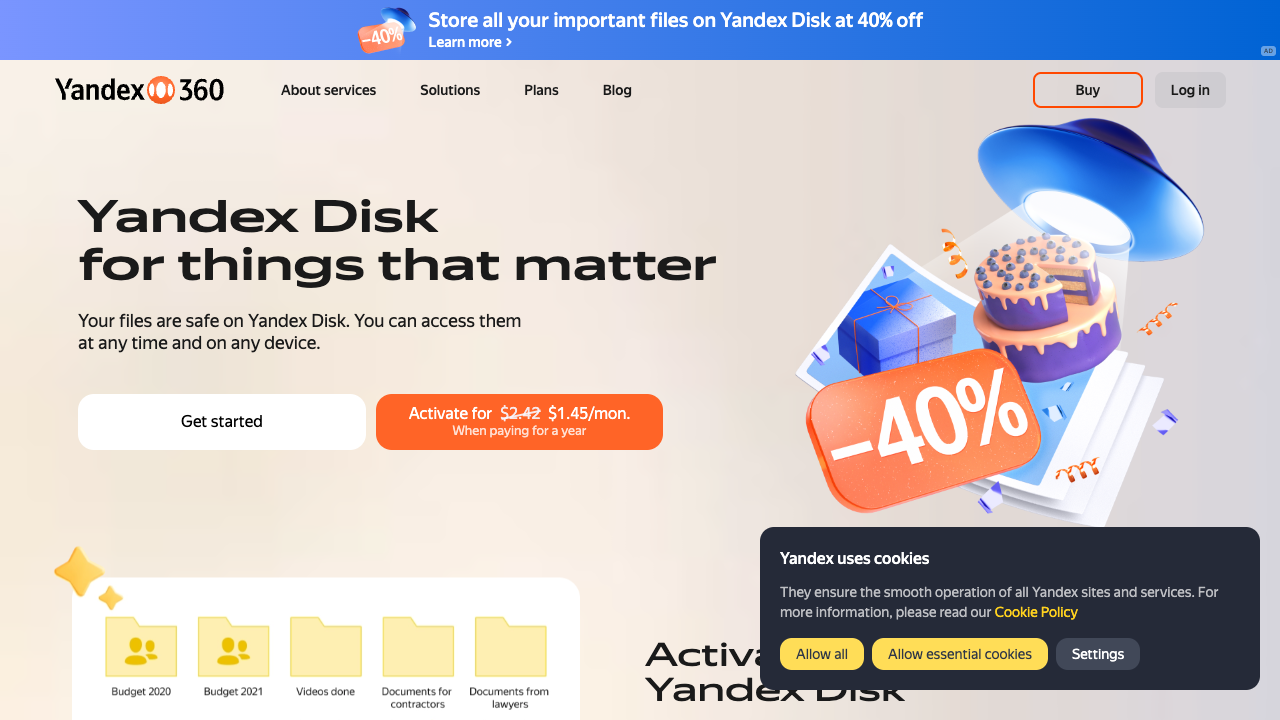 −40%
Store all your important files on Yandex Disk at 40% off
Learn more
AD
Yandex 360
About services
Solutions
Plans
Blog
Buy
Log in
Yandex Disk
for things that matter
Your files are safe on Yandex Disk. You can access them
at any time and on any device.
Get started
Activate for $2.42 $1.45/mon.
When paying for a year
−40%
Budget 2020
Budget 2021
Videos done
Documents for
contractors
Documents from
lawyers
Yandex Disk
Yandex uses cookies
They ensure the smooth operation of all Yandex sites and services. For
more information, please read our Cookie Policy
Allow all
Allow essential cookies
Settings